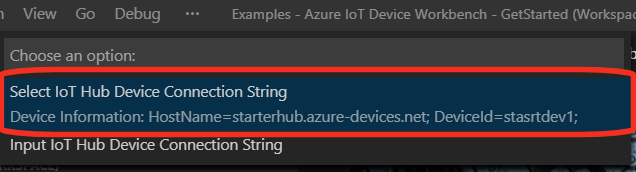 View Go ··· Examples - Azure IoT Device Workbench - GetStarted (Workspac
Choose an option:
Select IoT Hub Device Connection String
Device Information: HostName=starterhub.azure-devices.net; DeviceId=stasrtdev1;
Input IoT Hub Device Connection String